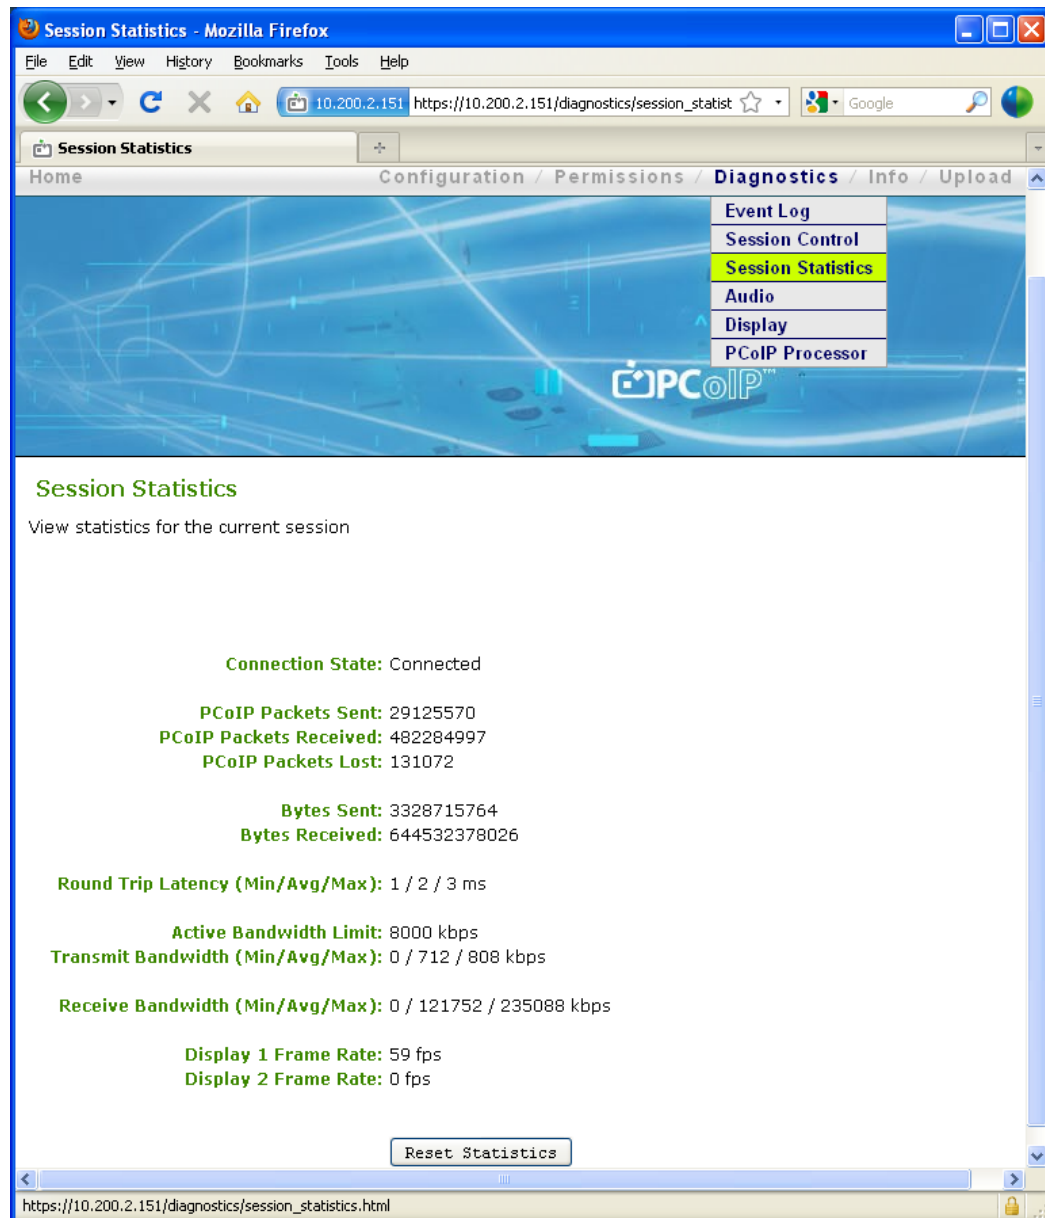 Session Statistics - Mozilla Firefox
File Edit View History Bookmarks Tools Help
10.200.2.151 https://10.200.2.151/diagnostics/session_statist Google
Session Statistics
Home Configuration / Permissions / Diagnostics / Info / Upload
Event Log
Session Control
Session Statistics
Audio
Display
PCoIP Processor
PCoIP™
Session Statistics
View statistics for the current session
Connection State: Connected
PCoIP Packets Sent: 29125570
PCoIP Packets Received: 482284997
PCoIP Packets Lost: 131072
Bytes Sent: 3328715764
Bytes Received: 644532378026
Round Trip Latency (Min/Avg/Max): 1 / 2 / 3 ms
Active Bandwidth Limit: 8000 kbps
Transmit Bandwidth (Min/Avg/Max): 0 / 712 / 808 kbps
Receive Bandwidth (Min/Avg/Max): 0 / 121752 / 235088 kbps
Display 1 Frame Rate: 59 fps
Display 2 Frame Rate: 0 fps
Reset Statistics
https://10.200.2.151/diagnostics/session_statistics.html